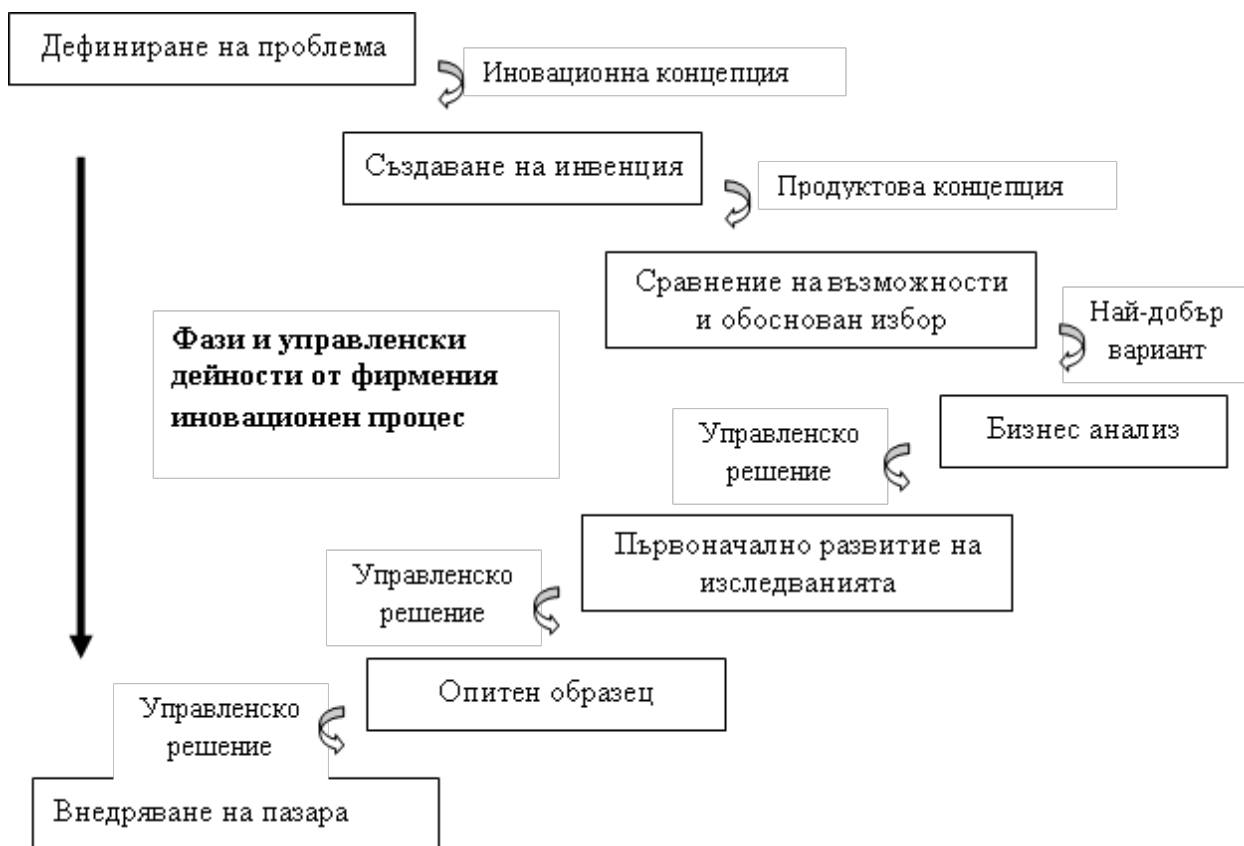 Дефиниране на проблема
Иновационна концепция
Създаване на инвенция
Продуктова концепция
Сравнение на възможности
и обоснован избор
Най-добър
вариант
Фази и управленски
дейности от фирмения
иновационен процес
Бизнес анализ
Управленско
решение
Първоначално развитие на
изследванията
Управленско
решение
Опитен образец
Управленско
решение
Внедряване на пазара